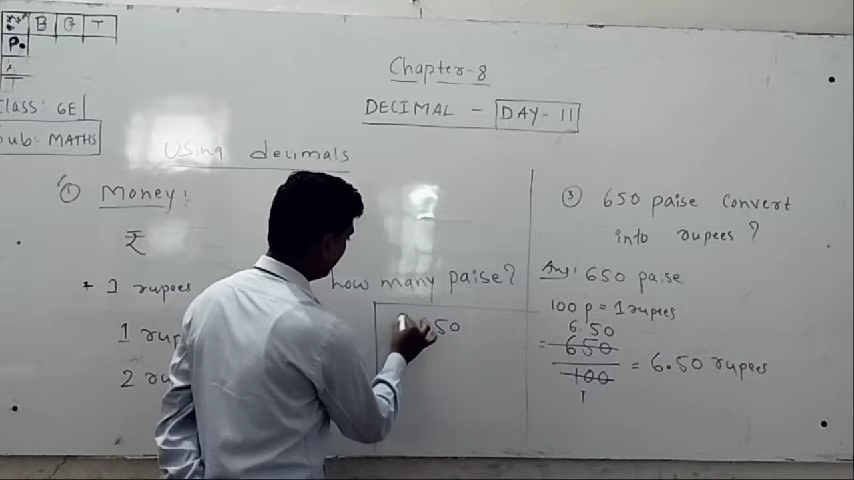 B G T
P.
Chapter-8
DECIMAL - DAY-11
Class: 6E
Sub: MATHS
Using decimals
① Money:
₹
1 rupees
1 rup
2 ru
how many paise?
50
③ 650 paise convert
into rupees ?
Ans: 650 paise
100 p = 1 rupees
6.50
= 650
100
= 6.50 rupees
1